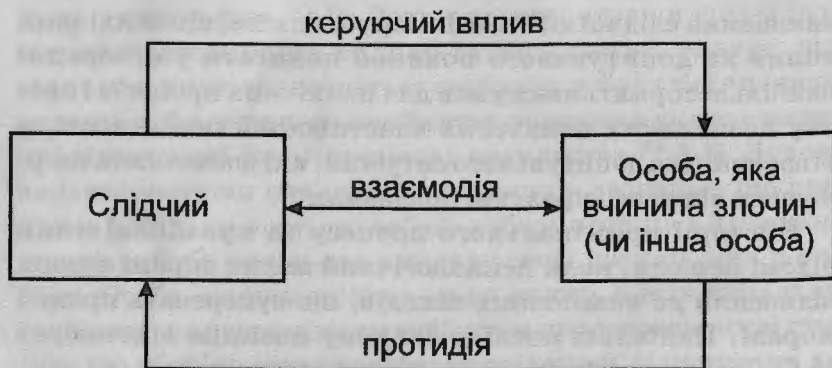 керуючий вплив
Слідчий
взаємодія
Особа, яка
вчинила злочин
(чи інша особа)
протидія